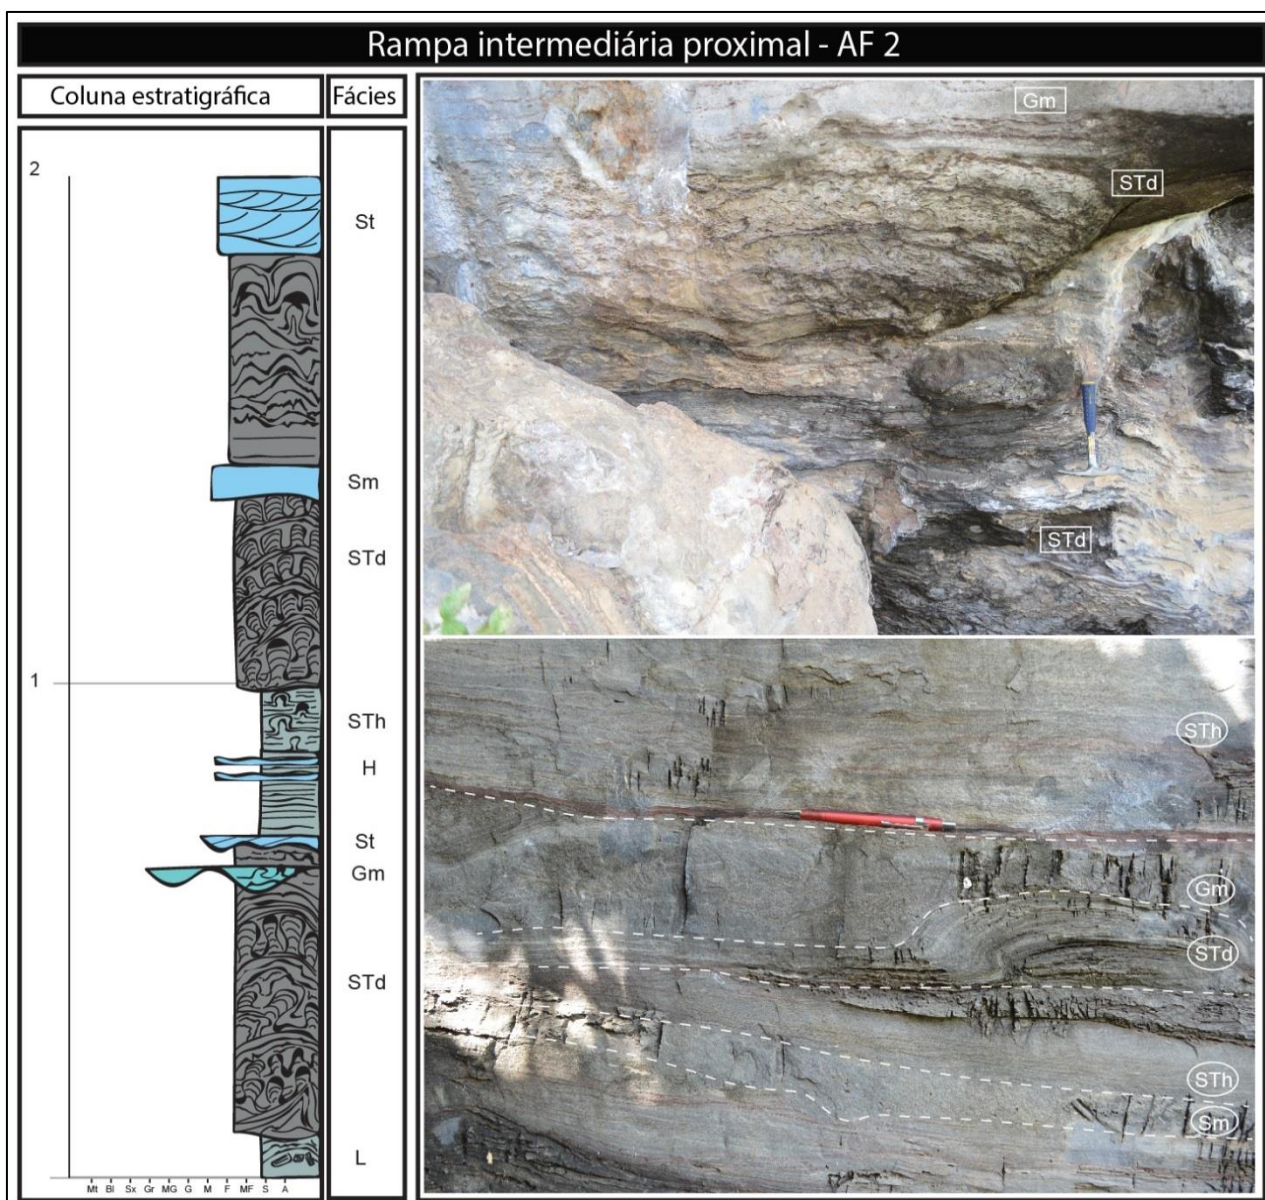 Rampa intermediária proximal - AF 2
Coluna estratigráfica
Fácies
2
St
Sm
STd
1
STh
H
St
Gm
STd
L
Mt Bl Sx Gr MG G M F MF S A
Gm
STd
STd
STh
Gm
STd
STh
Sm